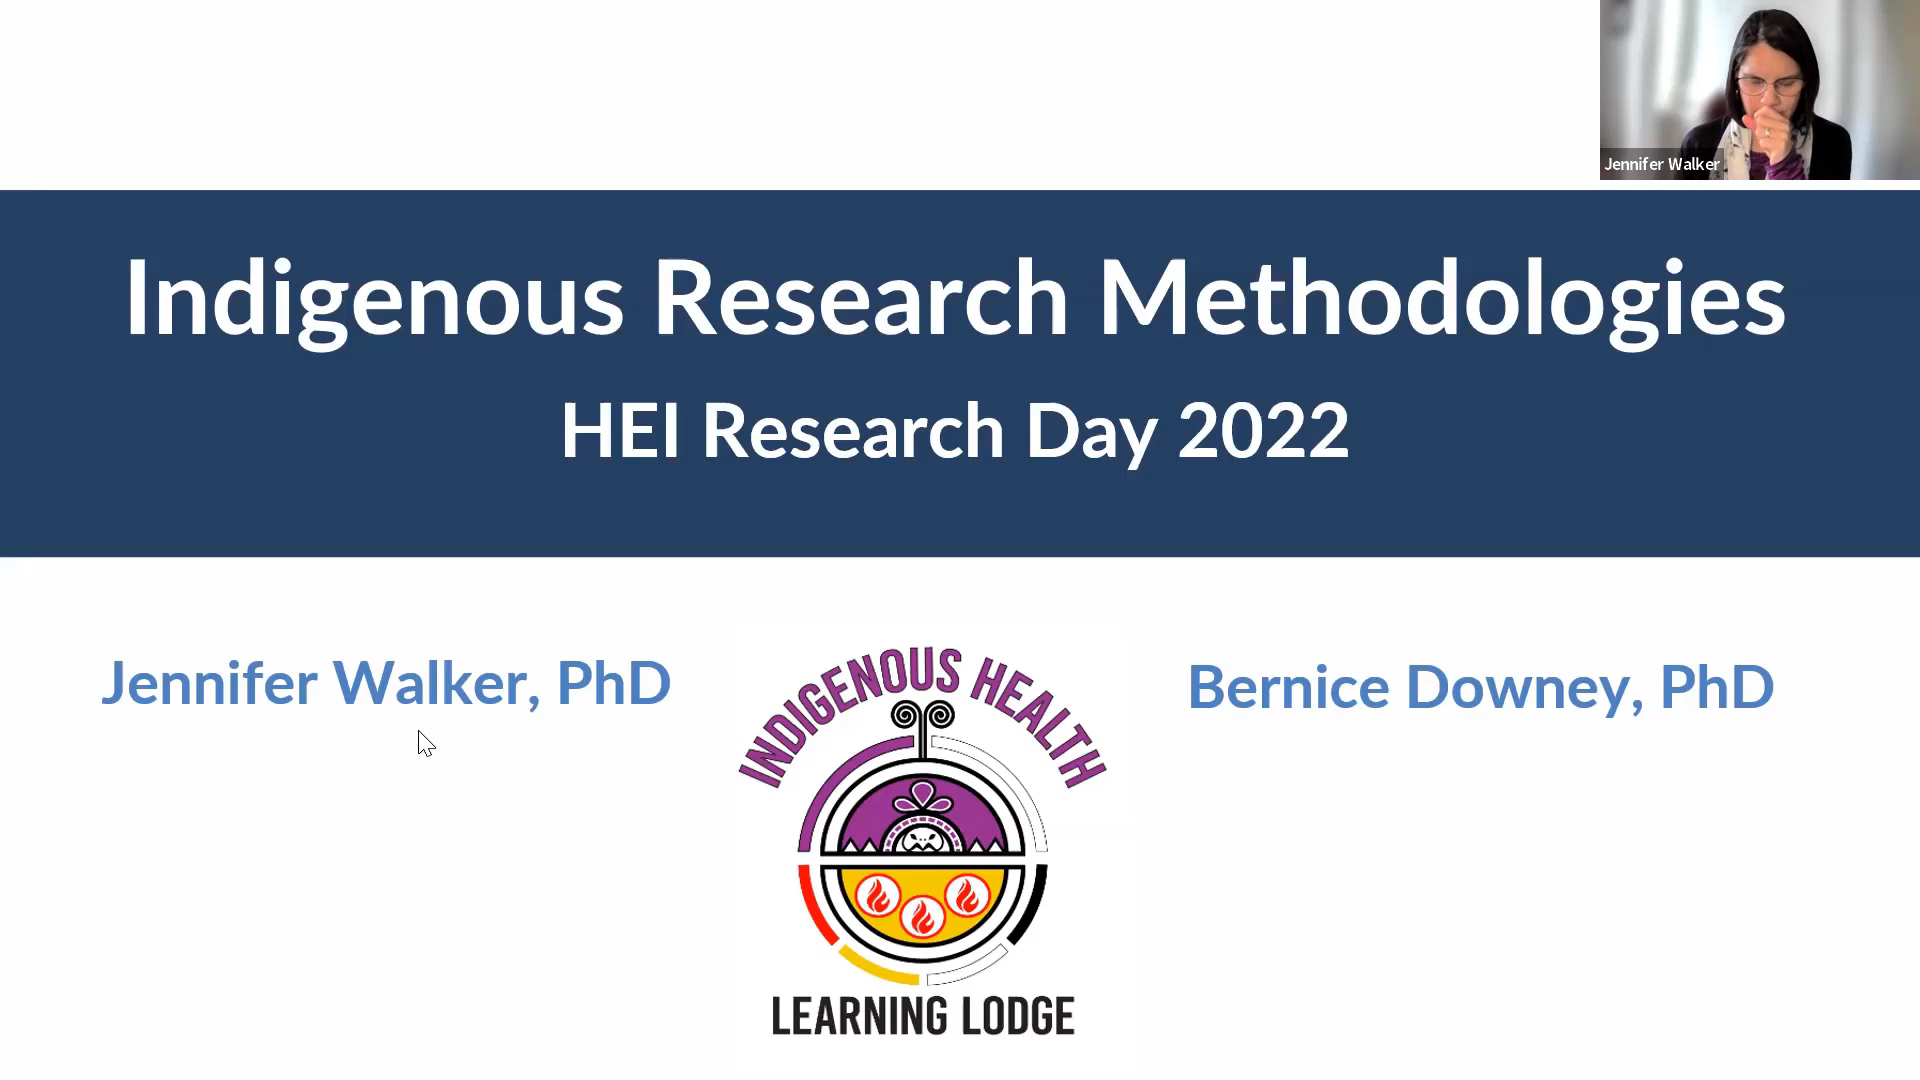 Jennifer Walker
Indigenous Research Methodologies
HEI Research Day 2022
Jennifer Walker, PhD
Bernice Downey, PhD
INDIGENOUS HEALTH
LEARNING LODGE